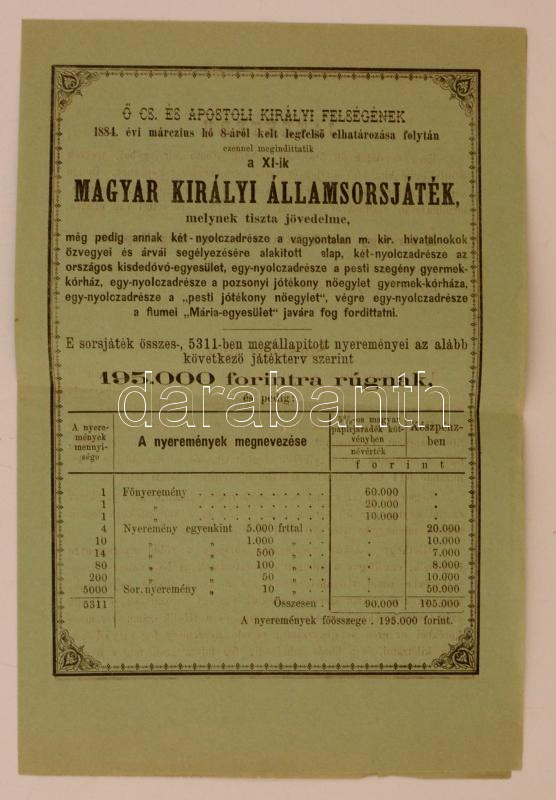 Ő CS. ÉS APOSTOLI KIRÁLYI FELSÉGÉNEK
1884. évi márczius hó 8-áról kelt legfelső elhatározása folytán
ezennel megindittatik
a XI-ik
MAGYAR KIRÁLYI ÁLLAMSORSJÁTÉK,
melynek tiszta jövedelme,
még pedig annak két-nyolczadrésze a vagyontalan m. kir. hivatalnokok
özvegyei és árvái segélyezésére alakitott alap, két-nyolczadrésze az
országos kisdedóvó-egyesület, egy-nyolczadrésze a pesti szegény gyermek-
kórház, egy-nyolczadrésze a pozsonyi jótékony nőegylet gyermek-kórháza,
egy-nyolczadrésze a „pesti jótékony nőegylet", végre egy-nyolczadrésze
a fiumei „Mária-egyesület" javára fog fordittatni.
E sorsjáték összes-, 5311-ben megállapitott nyereményei az alább
következő játékterv szerint
195.000 forintra rúgnak,
és pedig:
A nyere-
mények
mennyi-
sége
A nyeremények megnevezése
5%-os magyar
papirjáradék köt-
vényben
névérték
Készpénz-
ben
forint
1 Főnyeremény . . . . . . . . . . 60.000 .
1 „ . . . . . . . . . . 20.000 .
1 „ . . . . . . . . . . 10.000 .
4 Nyeremény egyenkint 5.000 frttal . . . 20.000
10 „ „ 1.000 „ . . . 10.000
14 „ „ 500 „ . . . 7.000
80 „ „ 100 „ . . . 8.000
200 „ „ 50 „ . . . 10.000
5000 Sor. nyeremény „ 10 „ . . . 50.000
5311 Összesen . 90.000 105.000
A nyeremények főösszege . 195.000 forint.
darabanth